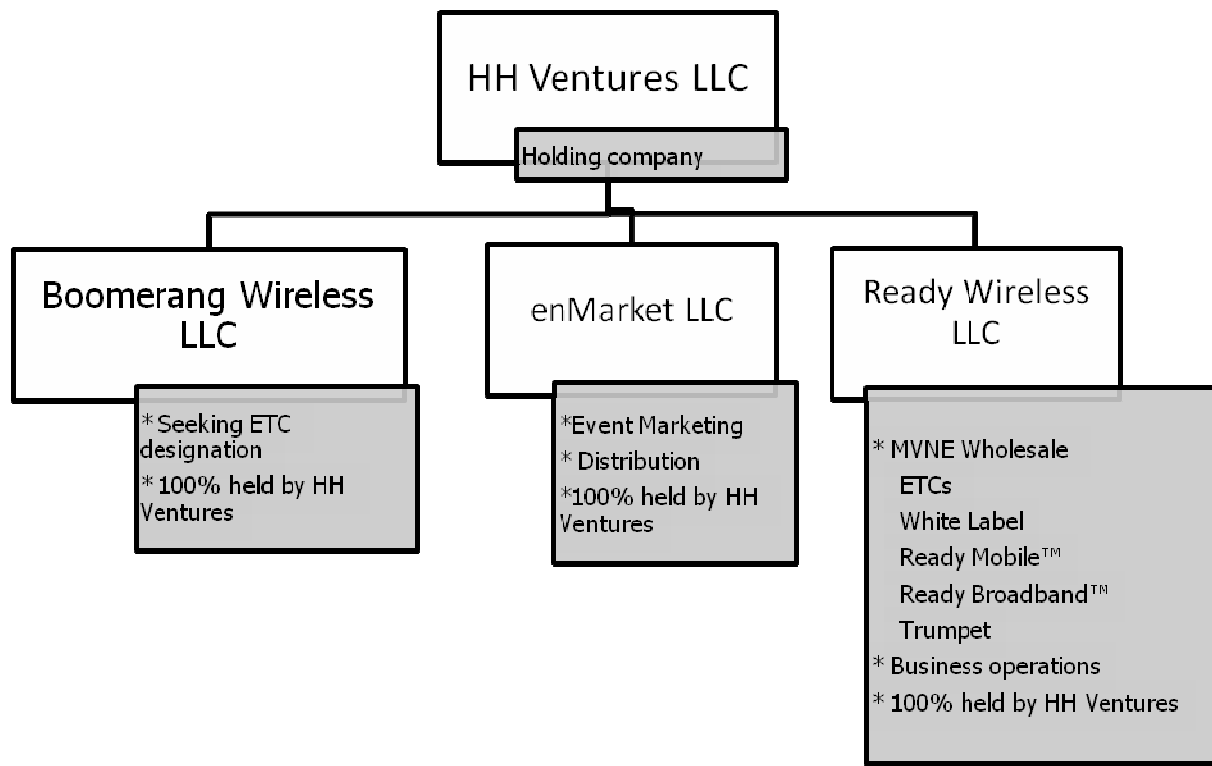 HH Ventures LLC
Holding company
Boomerang Wireless
LLC
* Seeking ETC
designation
* 100% held by HH
Ventures
enMarket LLC
*Event Marketing
* Distribution
*100% held by HH
Ventures
Ready Wireless
LLC
* MVNE Wholesale
ETCs
White Label
Ready Mobile™
Ready Broadband™
Trumpet
* Business operations
* 100% held by HH Ventures